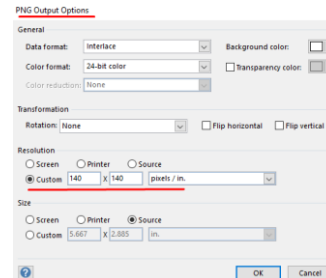 PNG Output Options
General
Data format: Interlace Background color:
Color format: 24-bit color Transparency color:
Color reduction: None
Transformation
Rotation: None Flip horizontal Flip vertical
Resolution
Screen Printer Source
Custom 140 X 140 pixels / in.
Size
Screen Printer Source
Custom 5.667 X 2.885 in.
? OK Cancel